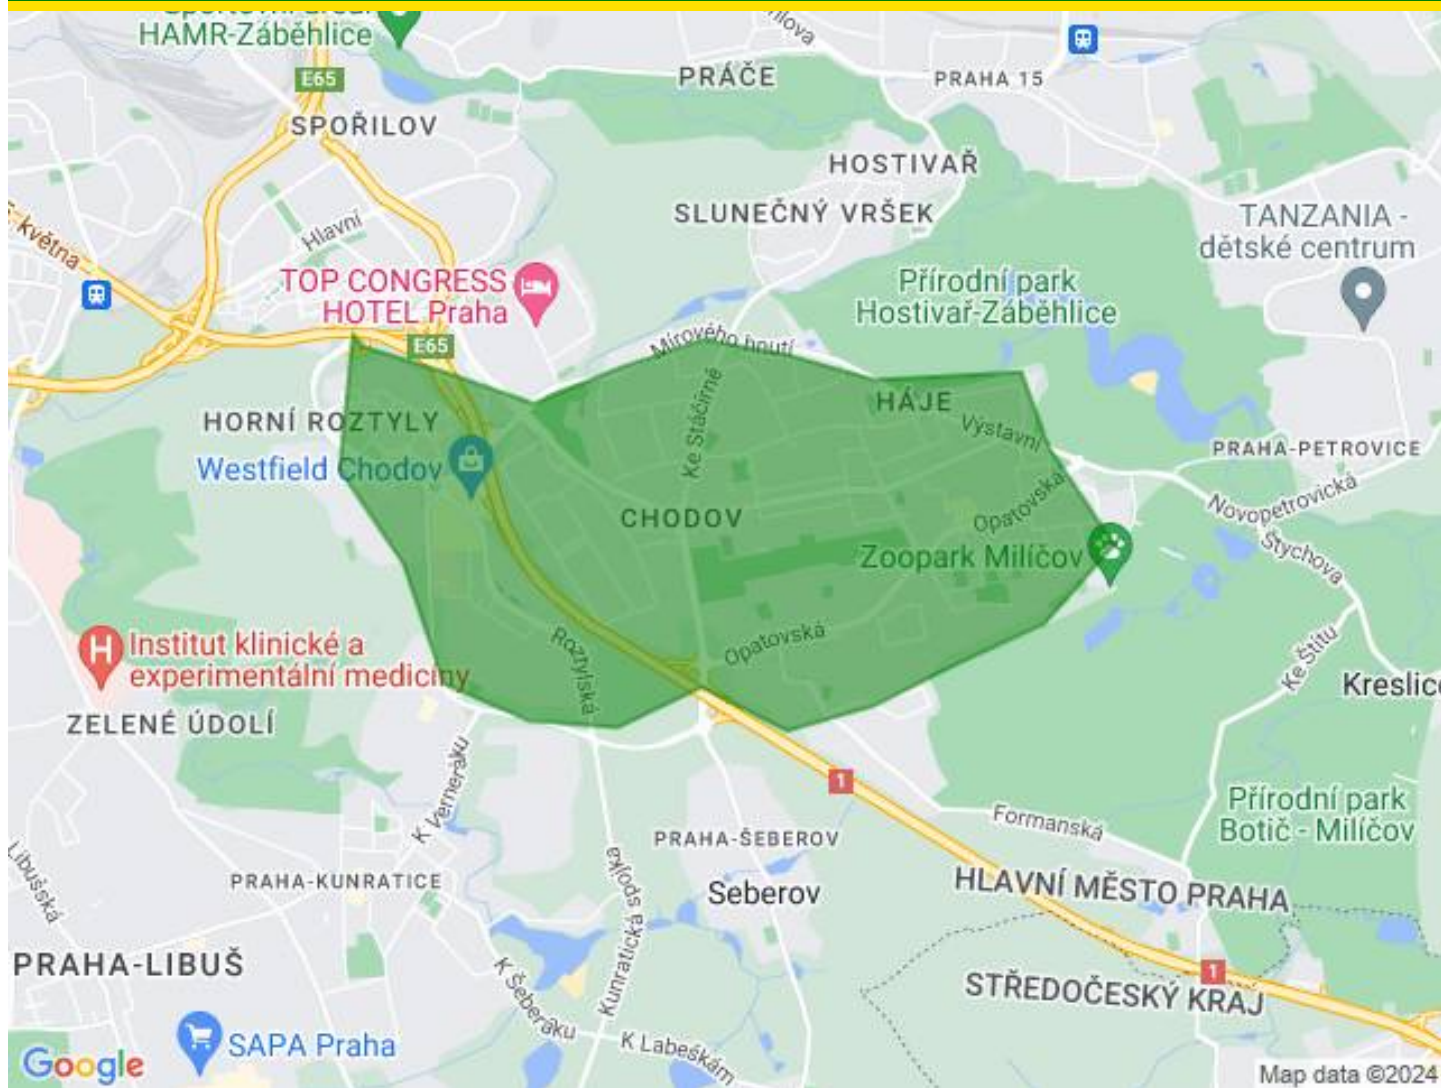 Sportovní areál
HAMR-Záběhlice
E65
SPOŘILOV
PRÁČE
PRAHA 15
HOSTIVAŘ
SLUNEČNÝ VRŠEK
TANZANIA -
dětské centrum
5. května
Hlavní
TOP CONGRESS
HOTEL Praha
Přírodní park
Hostivař-Záběhlice
E65
Mírového hnutí
HORNÍ ROZTYLY
Westfield Chodov
Ke Stáčírně
HÁJE
Výstavní
PRAHA-PETROVICE
Novopetrovická
Štychova
CHODOV
Opatovská
Zoopark Milíčov
Institut klinické a
experimentální medicíny
Roztylská
Opatovská
Ke Štítu
ZELENÉ ÚDOLÍ
K Verneráku
1
Formanská
Přírodní park
Botič - Milíčov
Libušská
PRAHA-KUNRATICE
PRAHA-ŠEBEROV
Seberov
HLAVNÍ MĚSTO PRAHA
Kunratická spojka
PRAHA-LIBUŠ
K Šeberáku
1
STŘEDOČESKÝ KRAJ
SAPA Praha
K Labeškám
Google
Map data ©2024